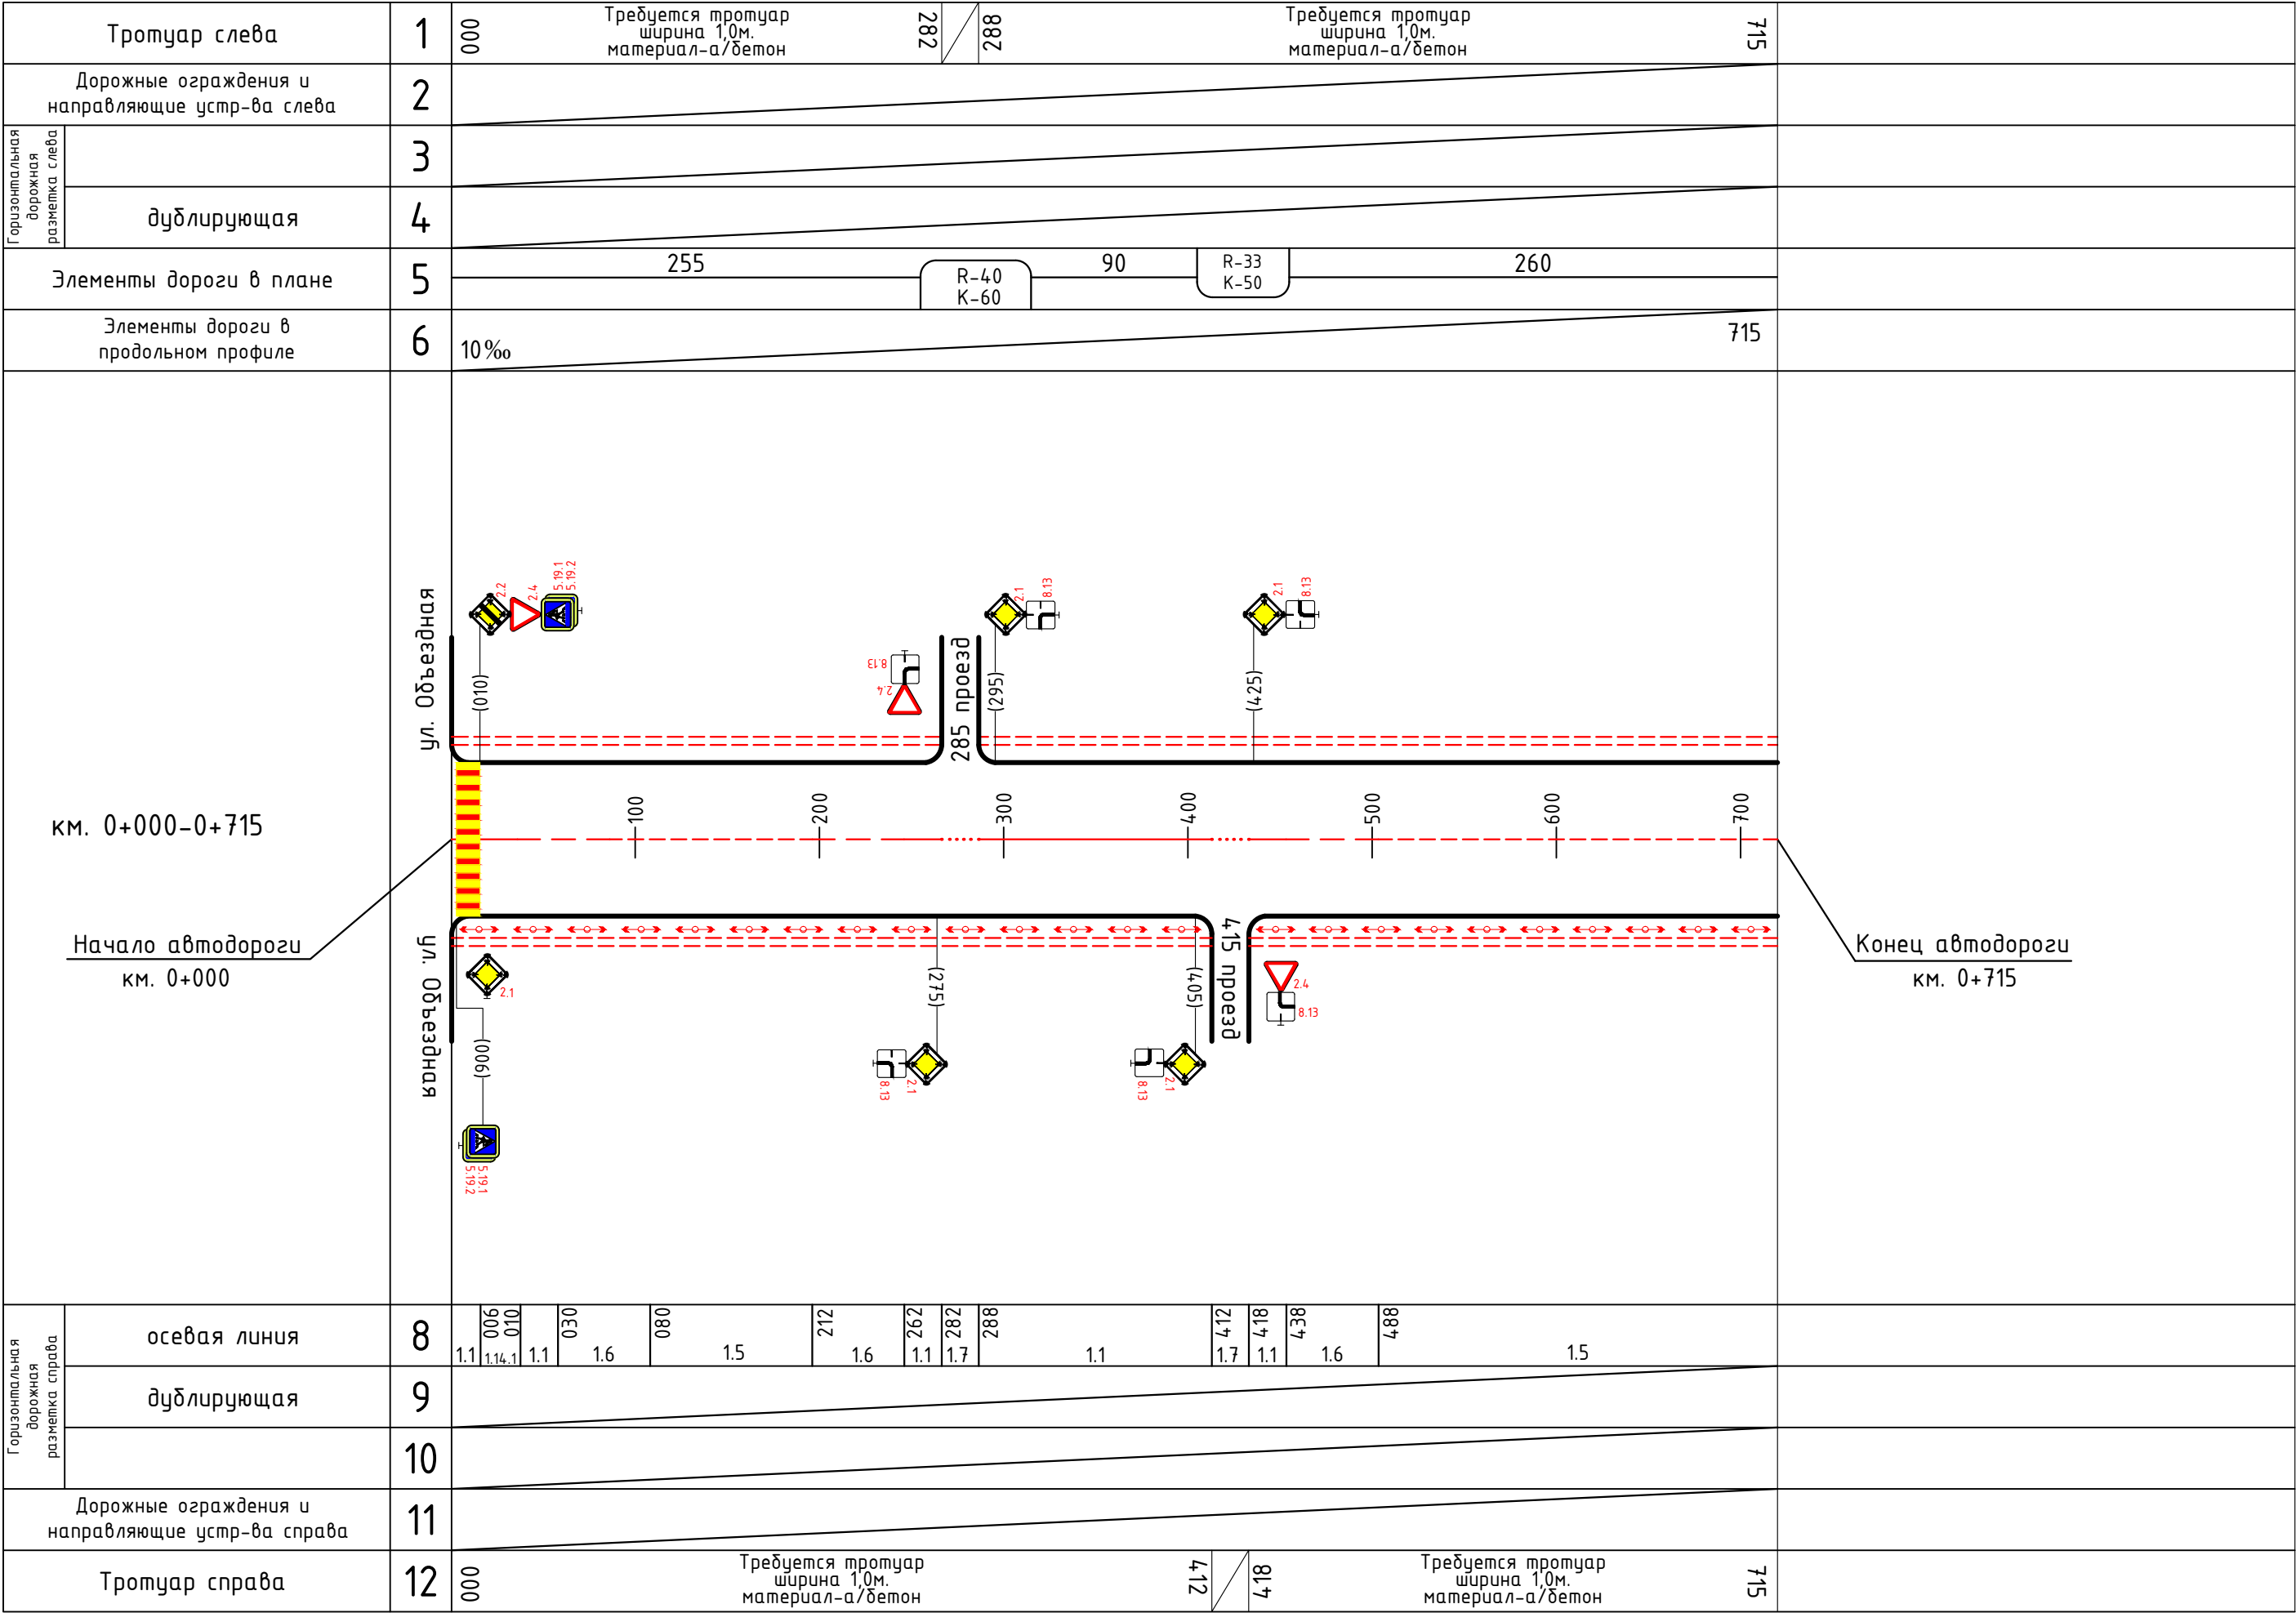 Тротуар слева
1
000
Требуется тротуар
ширина 1,0м.
материал-а/бетон
282
288
Требуется тротуар
ширина 1,0м.
материал-а/бетон
715
Дорожные ограждения и
направляющие устр-ва слева
2
Горизонтальная
дорожная
разметка слева
3
дублирующая
4
Элементы дороги в плане
5
255
R-40
К-60
90
R-33
К-50
260
Элементы дороги в
продольном профиле
6
10‰
715
ул. Объездная
2.2
2.4
5.19.1
5.19.2
(010)
8.13
2.4
285 проезд
2.1
8.13
(295)
2.1
8.13
(425)
км. 0+000-0+715
100
200
300
400
500
600
700
Начало автодороги
км. 0+000
Конец автодороги
км. 0+715
ул. Объездная
2.1
(006)
5.19.1
5.19.2
(275)
8.13
2.1
(405)
8.13
2.1
415 проезд
2.4
8.13
Горизонтальная
дорожная
разметка справа
осевая линия
8
006
010
030
080
212
262
282
288
412
418
438
488
1.1
1.14.1
1.1
1.6
1.5
1.6
1.1
1.7
1.1
1.7
1.1
1.6
1.5
дублирующая
9
10
Дорожные ограждения и
направляющие устр-ва справа
11
Тротуар справа
12
000
Требуется тротуар
ширина 1,0м.
материал-а/бетон
412
418
Требуется тротуар
ширина 1,0м.
материал-а/бетон
715